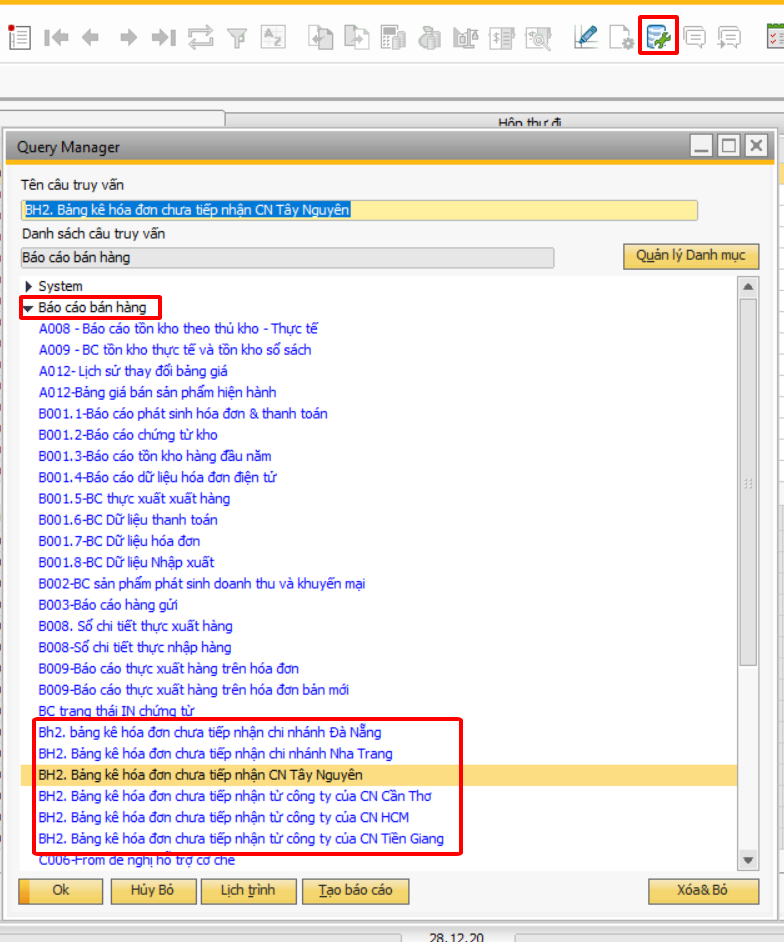 Hộp thư đi
Query Manager
Tên câu truy vấn
BH2. Bảng kê hóa đơn chưa tiếp nhận CN Tây Nguyên
Danh sách câu truy vấn
Báo cáo bán hàng
Quản lý Danh mục
System
Báo cáo bán hàng
A008 - Báo cáo tồn kho theo thủ kho - Thực tế
A009 - BC tồn kho thực tế và tồn kho sổ sách
A012- Lịch sử thay đổi bảng giá
A012-Bảng giá bán sản phẩm hiện hành
B001.1-Báo cáo phát sinh hóa đơn & thanh toán
B001.2-Báo cáo chứng từ kho
B001.3-Báo cáo tồn kho hàng đầu năm
B001.4-Báo cáo dữ liệu hóa đơn điện tử
B001.5-BC thực xuất xuất hàng
B001.6-BC Dữ liệu thanh toán
B001.7-BC Dữ liệu hóa đơn
B001.8-BC Dữ liệu Nhập xuất
B002-BC sản phẩm phát sinh doanh thu và khuyến mại
B003-Báo cáo hàng gửi
B008. Sổ chi tiết thực xuất hàng
B008-Sổ chi tiết thực nhập hàng
B009-Báo cáo thực xuất hàng trên hóa đơn
B009-Báo cáo thực xuất hàng trên hóa đơn bản mới
BC trạng thái IN chứng từ
Bh2. bảng kê hóa đơn chưa tiếp nhận chi nhánh Đà Nẵng
BH2. Bảng kê hóa đơn chưa tiếp nhận chi nhánh Nha Trang
BH2. Bảng kê hóa đơn chưa tiếp nhận CN Tây Nguyên
BH2. Bảng kê hóa đơn chưa tiếp nhận từ công ty của CN Cần Thơ
BH2. Bảng kê hóa đơn chưa tiếp nhận từ công ty của CN HCM
BH2. Bảng kê hóa đơn chưa tiếp nhận từ công ty của CN Tiền Giang
C006-From đề nghị hỗ trợ cơ chế
Ok
Hủy Bỏ
Lịch trình
Tạo báo cáo
Xóa& Bỏ
28.12.20